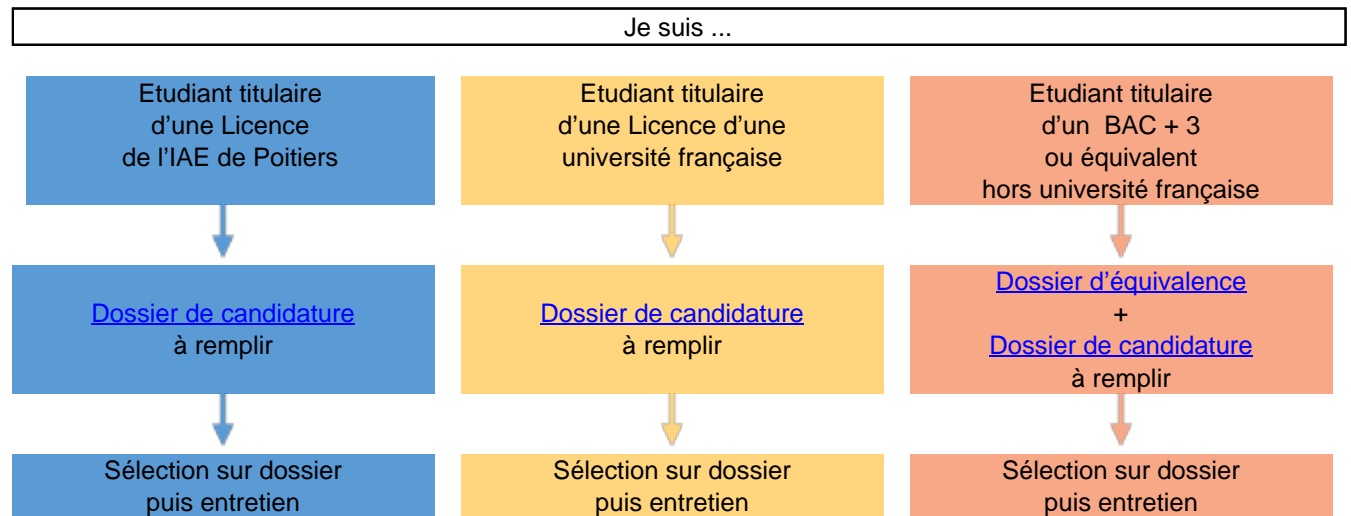 Je suis ...
Etudiant titulaire
d'une Licence
de l'IAE de Poitiers
Dossier de candidature
à remplir
Sélection sur dossier
puis entretien
Etudiant titulaire
d'une Licence d'une
université française
Dossier de candidature
à remplir
Sélection sur dossier
puis entretien
Etudiant titulaire
d'un BAC + 3
ou équivalent
hors université française
Dossier d'équivalence
+
Dossier de candidature
à remplir
Sélection sur dossier
puis entretien